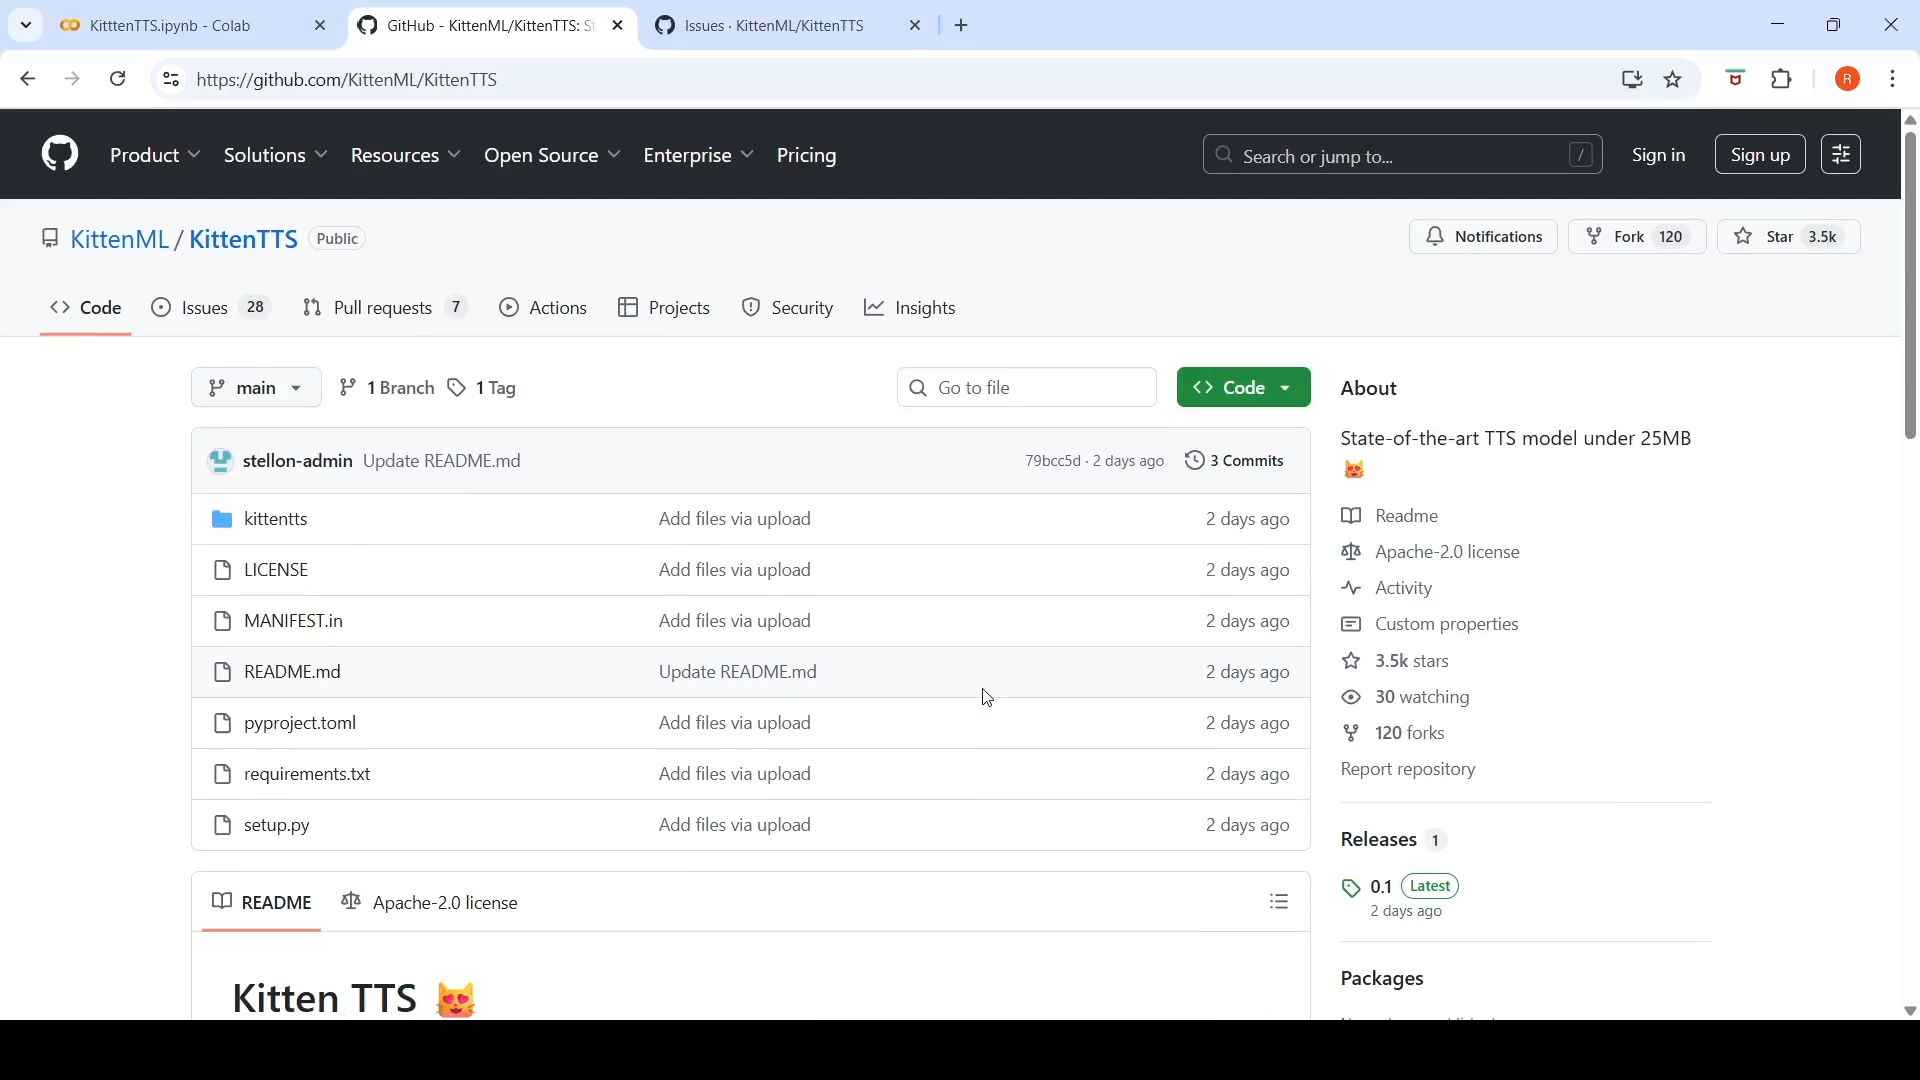 KitttenTTS.ipynb - Colab
GitHub - KittenML/KittenTTS: St
Issues · KittenML/KittenTTS
https://github.com/KittenML/KittenTTS
R
Product Solutions Resources Open Source Enterprise Pricing
Search or jump to...
/
Sign in
Sign up
KittenML / KittenTTS Public
Notifications
Fork 120
Star 3.5k
Code
Issues 28
Pull requests 7
Actions
Projects
Security
Insights
main
1 Branch
1 Tag
Go to file
Code
stellon-admin Update README.md 79bcc5d · 2 days ago 3 Commits
kittentts Add files via upload 2 days ago
LICENSE Add files via upload 2 days ago
MANIFEST.in Add files via upload 2 days ago
README.md Update README.md 2 days ago
pyproject.toml Add files via upload 2 days ago
requirements.txt Add files via upload 2 days ago
setup.py Add files via upload 2 days ago
README
Apache-2.0 license
Kitten TTS 😻
About
State-of-the-art TTS model under 25MB
😻
Readme
Apache-2.0 license
Activity
Custom properties
3.5k stars
30 watching
120 forks
Report repository
Releases 1
0.1 Latest
2 days ago
Packages